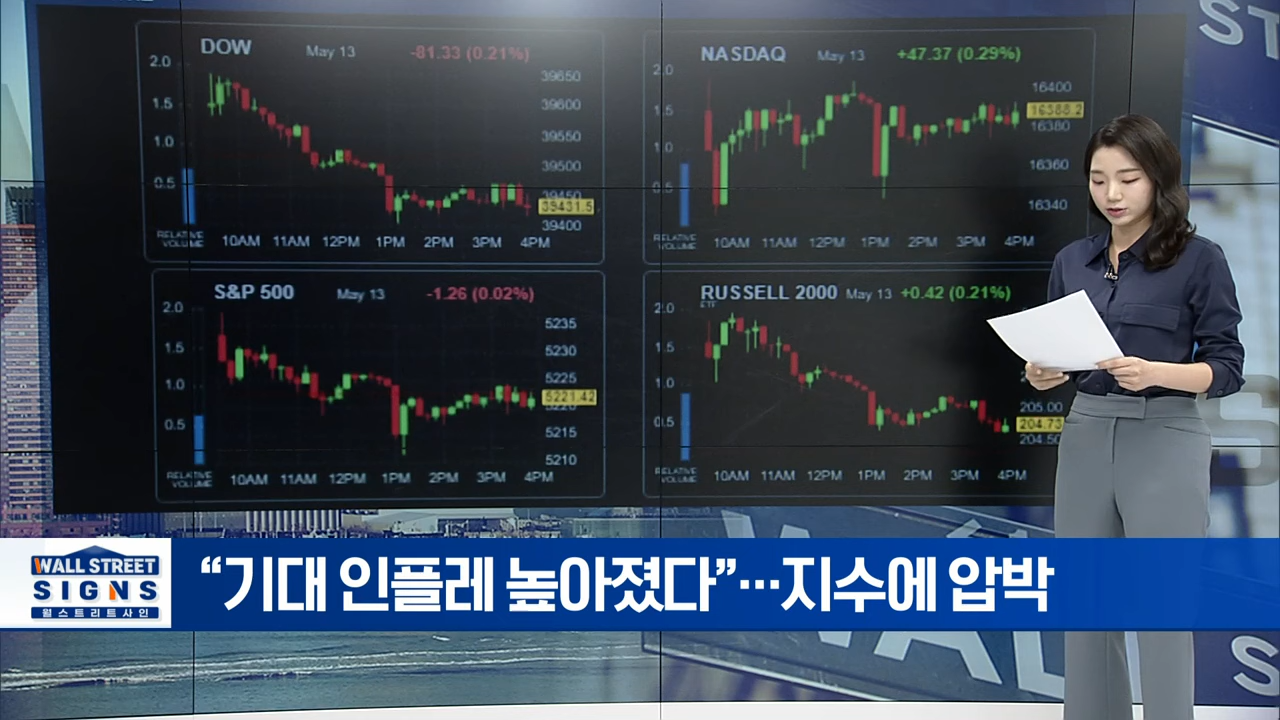 DOW May 13 -81.33 (0.21%)
2.0
1.5
1.0
0.5
39650
39600
39550
39500
39450
39431.5
39400
RELATIVE
VOLUME
10AM 11AM 12PM 1PM 2PM 3PM 4PM
NASDAQ May 13 +47.37 (0.29%)
2.0
1.5
1.0
0.5
16400
16388.2
16380
16360
16340
RELATIVE
VOLUME
10AM 11AM 12PM 1PM 2PM 3PM 4PM
S&P 500 May 13 -1.26 (0.02%)
2.0
1.5
1.0
0.5
5235
5230
5225
5221.42
5220
5215
5210
RELATIVE
VOLUME
10AM 11AM 12PM 1PM 2PM 3PM 4PM
RUSSELL 2000 May 13 +0.42 (0.21%)
ETF
2.0
1.5
1.0
0.5
205.00
204.73
204.50
RELATIVE
VOLUME
10AM 11AM 12PM 1PM 2PM 3PM 4PM
WALL STREET
SIGNS
월스트리트사인
“기대 인플레 높아졌다”…지수에 압박